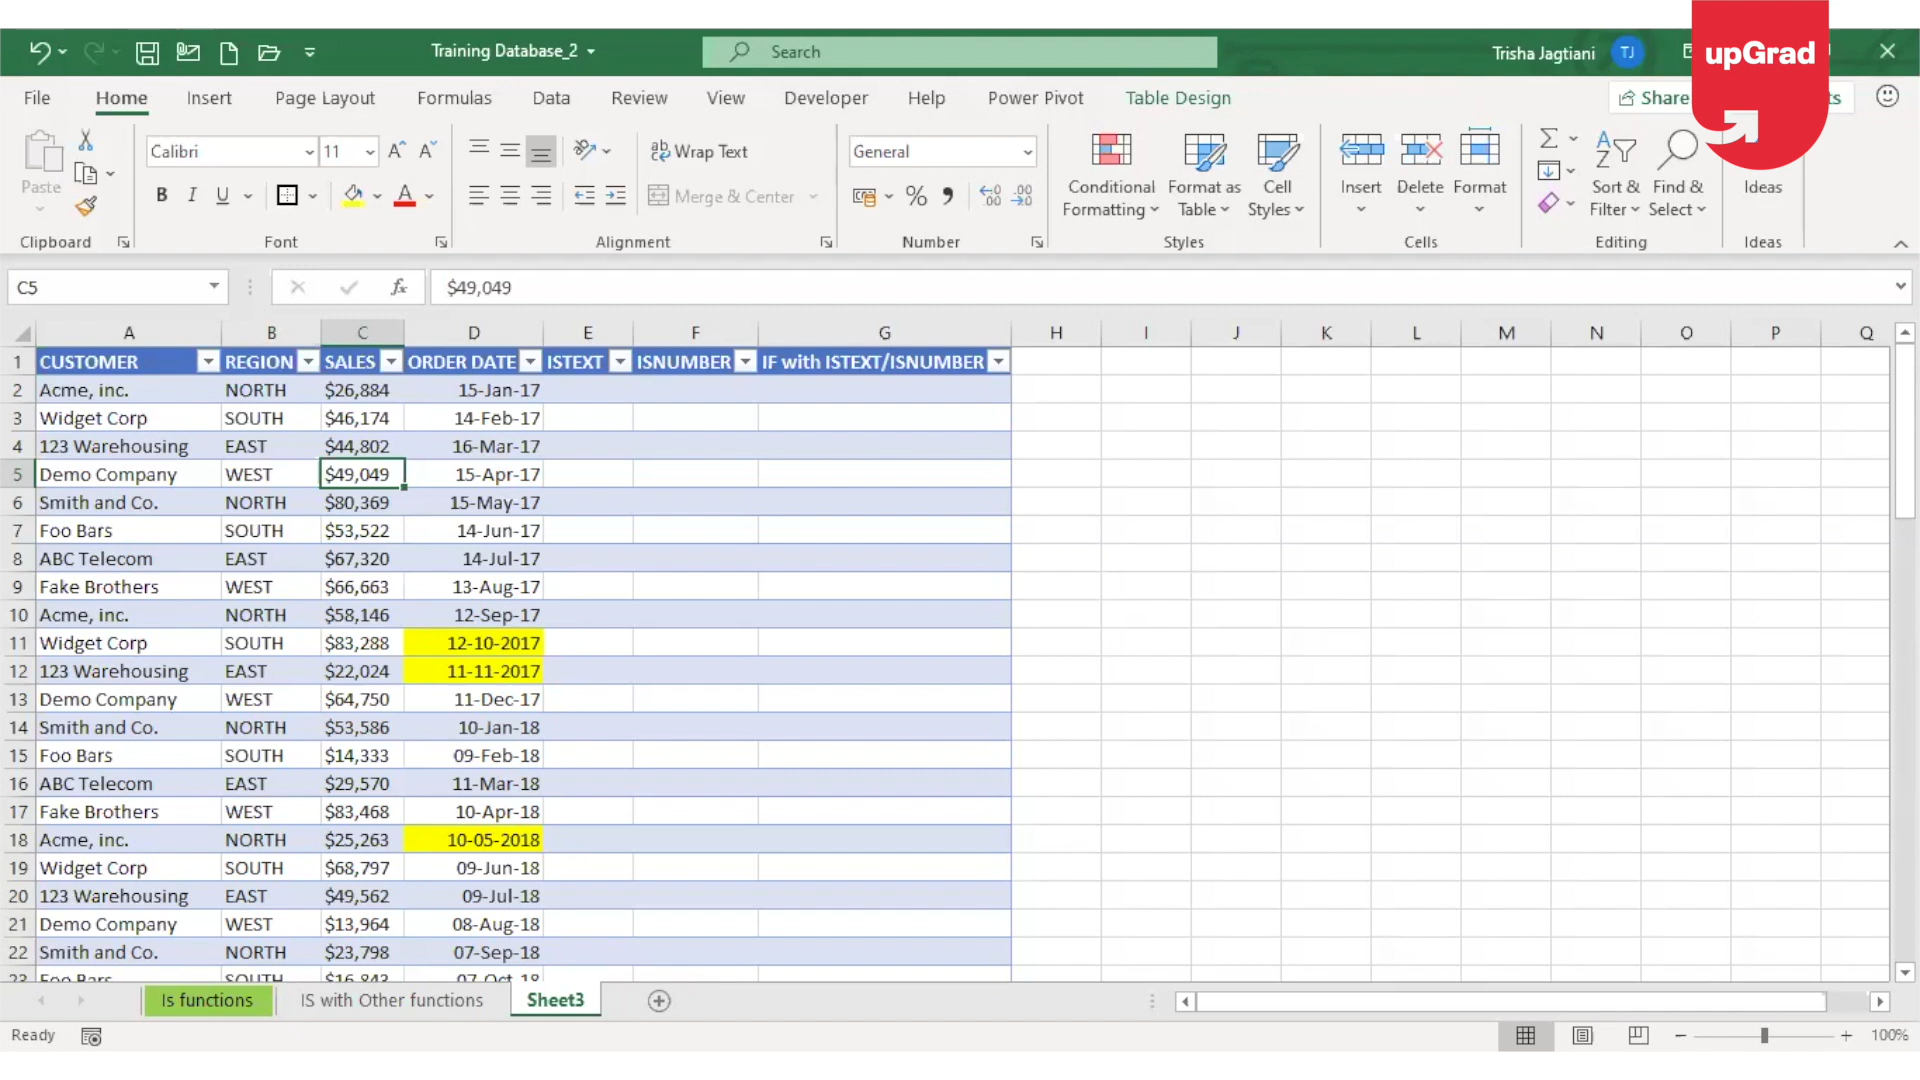 Training Database_2
Search
Trisha Jagtiani
TJ
upGrad
File Home Insert Page Layout Formulas Data Review View Developer Help Power Pivot Table Design
Share
Paste
Calibri
11
Wrap Text
General
Merge & Center
Conditional Formatting
Format as Table
Cell Styles
Insert
Delete
Format
Sort & Filter
Find & Select
Ideas
Clipboard Font Alignment Number Styles Cells Editing Ideas
C5
fx
$49,049
A B C D E F G H I J K L M N O P Q
1 CUSTOMER REGION SALES ORDER DATE ISTEXT ISNUMBER IF with ISTEXT/ISNUMBER
2 Acme, inc. NORTH $26,884 15-Jan-17
3 Widget Corp SOUTH $46,174 14-Feb-17
4 123 Warehousing EAST $44,802 16-Mar-17
5 Demo Company WEST $49,049 15-Apr-17
6 Smith and Co. NORTH $80,369 15-May-17
7 Foo Bars SOUTH $53,522 14-Jun-17
8 ABC Telecom EAST $67,320 14-Jul-17
9 Fake Brothers WEST $66,663 13-Aug-17
10 Acme, inc. NORTH $58,146 12-Sep-17
11 Widget Corp SOUTH $83,288 12-10-2017
12 123 Warehousing EAST $22,024 11-11-2017
13 Demo Company WEST $64,750 11-Dec-17
14 Smith and Co. NORTH $53,586 10-Jan-18
15 Foo Bars SOUTH $14,333 09-Feb-18
16 ABC Telecom EAST $29,570 11-Mar-18
17 Fake Brothers WEST $83,468 10-Apr-18
18 Acme, inc. NORTH $25,263 10-05-2018
19 Widget Corp SOUTH $68,797 09-Jun-18
20 123 Warehousing EAST $49,562 09-Jul-18
21 Demo Company WEST $13,964 08-Aug-18
22 Smith and Co. NORTH $23,798 07-Sep-18
23 Foo Bars SOUTH $16,843 07-Oct-18
Is functions IS with Other functions Sheet3
Ready
100%